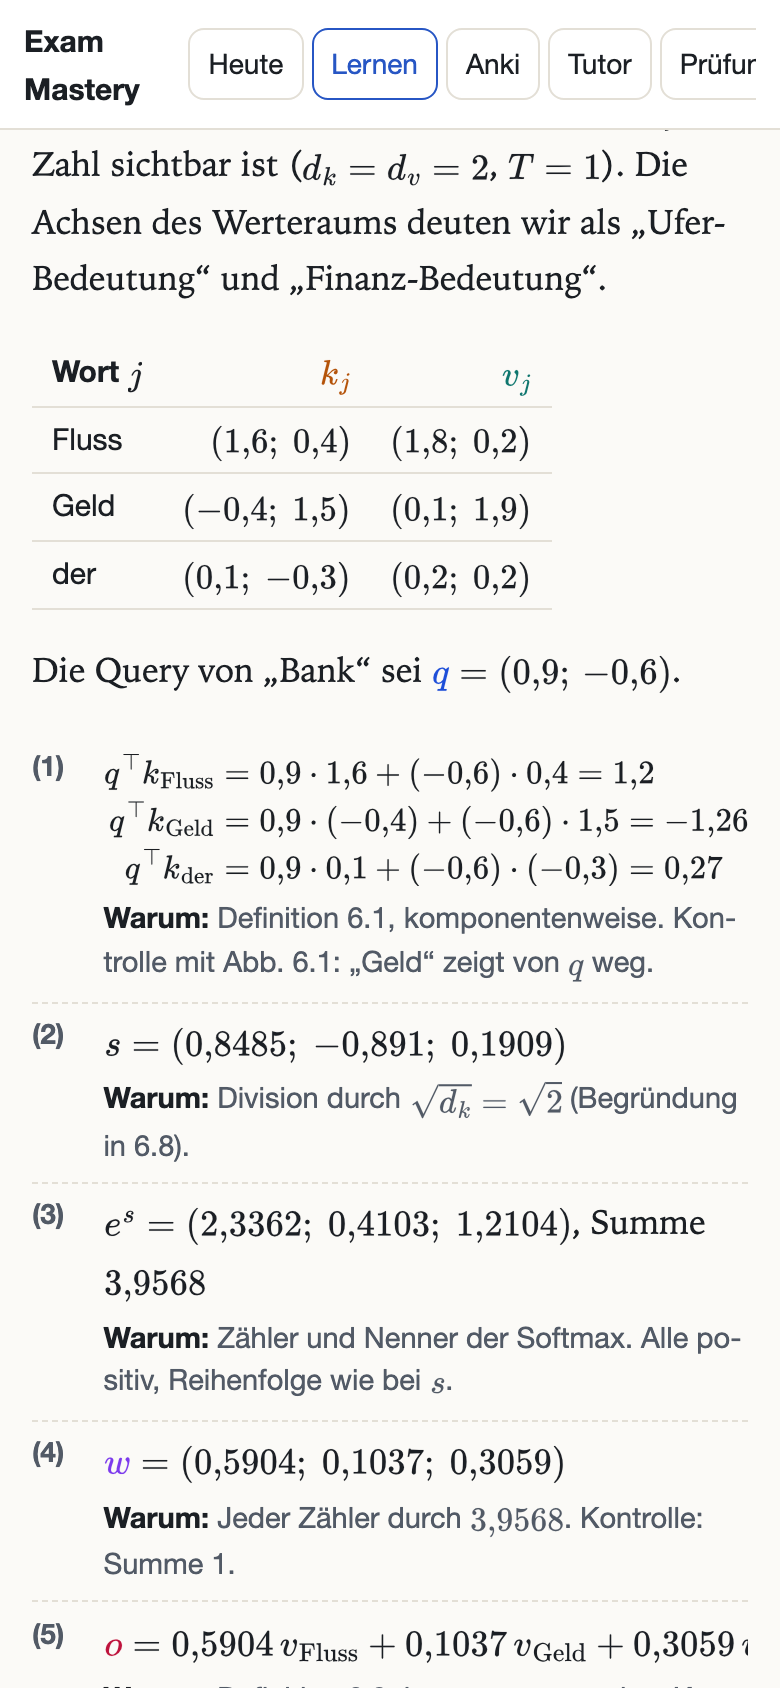 Exam
Mastery
Heute
Lernen
Anki
Tutor
Prüfur
Zahl sichtbar ist (d_k = d_v = 2, T = 1). Die
Achsen des Werteraums deuten wir als „Ufer-
Bedeutung“ und „Finanz-Bedeutung“.
Wort j k_j v_j
Fluss (1,6; 0,4) (1,8; 0,2)
Geld (−0,4; 1,5) (0,1; 1,9)
der (0,1; −0,3) (0,2; 0,2)
Die Query von „Bank“ sei q = (0,9; −0,6).
(1) q^⊤ k_Fluss = 0,9 · 1,6 + (−0,6) · 0,4 = 1,2
q^⊤ k_Geld = 0,9 · (−0,4) + (−0,6) · 1,5 = −1,26
q^⊤ k_der = 0,9 · 0,1 + (−0,6) · (−0,3) = 0,27
Warum: Definition 6.1, komponentenweise. Kon-
trolle mit Abb. 6.1: „Geld“ zeigt von q weg.
(2) s = (0,8485; −0,891; 0,1909)
Warum: Division durch √d_k = √2 (Begründung
in 6.8).
(3) e^s = (2,3362; 0,4103; 1,2104), Summe
3,9568
Warum: Zähler und Nenner der Softmax. Alle po-
sitiv, Reihenfolge wie bei s.
(4) w = (0,5904; 0,1037; 0,3059)
Warum: Jeder Zähler durch 3,9568. Kontrolle:
Summe 1.
(5) o = 0,5904 v_Fluss + 0,1037 v_Geld + 0,3059